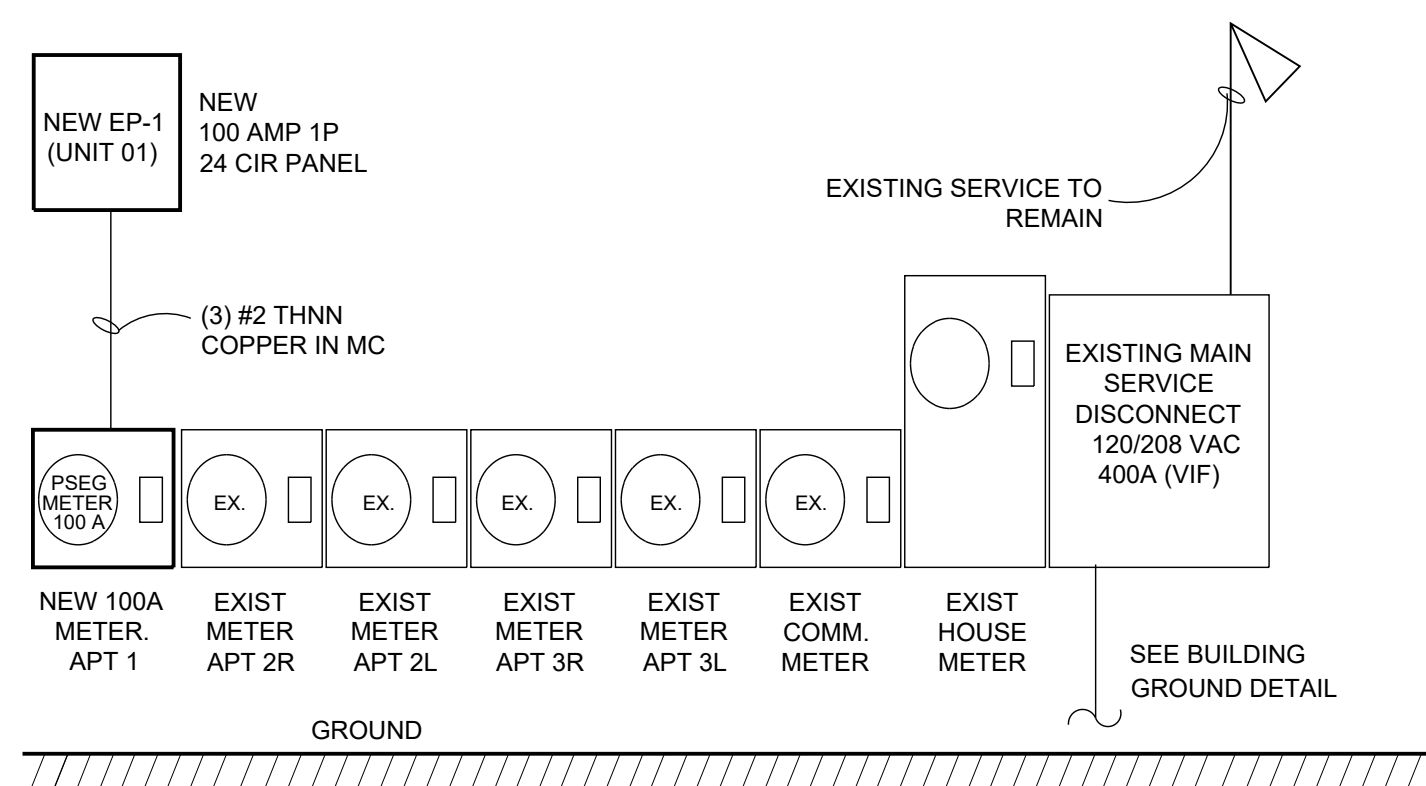 NEW EP-1
(UNIT 01)
NEW
100 AMP 1P
24 CIR PANEL
EXISTING SERVICE TO
REMAIN
(3) #2 THNN
COPPER IN MC
EXISTING MAIN
SERVICE
DISCONNECT
120/208 VAC
400A (VIF)
PSEG
METER
100 A
EX.
EX.
EX.
EX.
EX.
NEW 100A
METER.
APT 1
EXIST
METER
APT 2R
EXIST
METER
APT 2L
EXIST
METER
APT 3R
EXIST
METER
APT 3L
EXIST
COMM.
METER
EXIST
HOUSE
METER
SEE BUILDING
GROUND DETAIL
GROUND